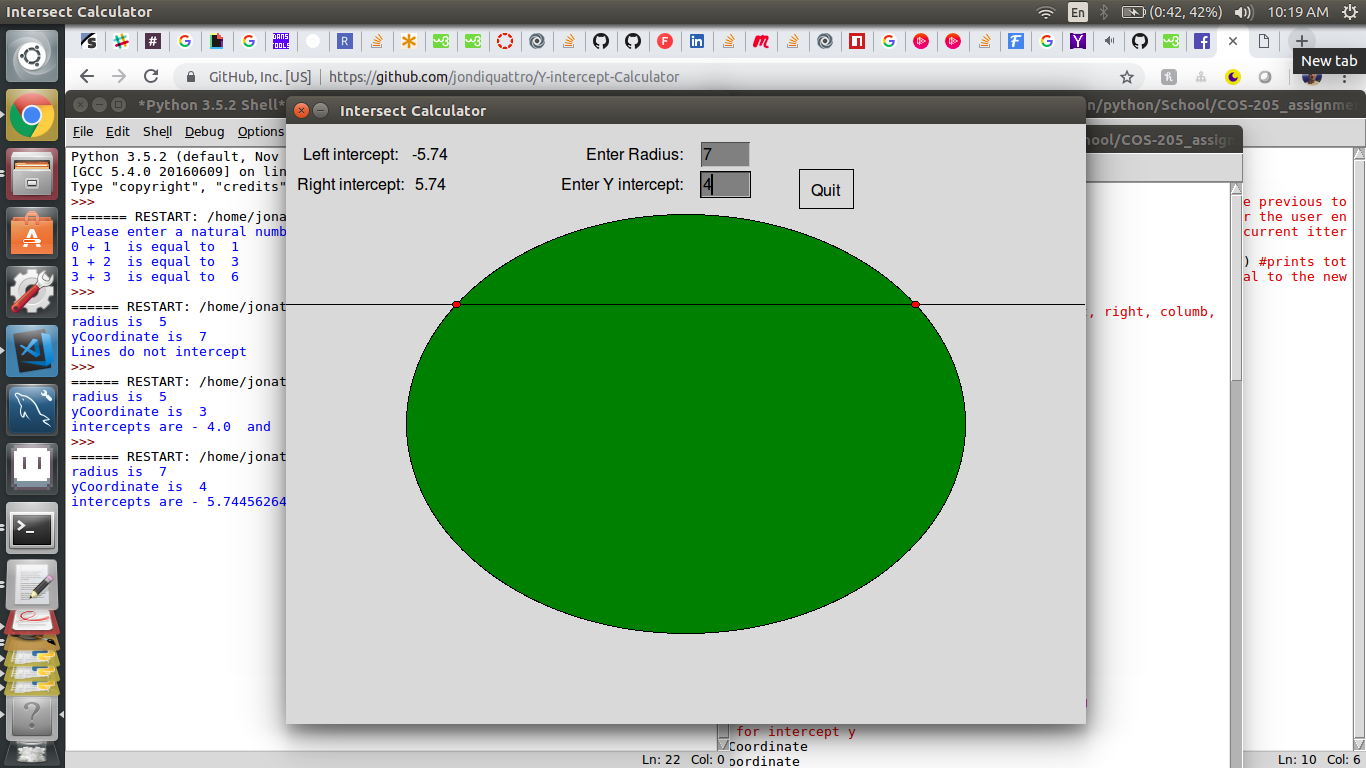 Intersect Calculator
En
(0:42, 42%)
10:19 AM
New tab
GitHub, Inc. [US]
https://github.com/jondiquattro/Y-intercept-Calculator
*Python 3.5.2 Shell*
n/python/School/COS-205_assignme
Intersect Calculator
hool/COS-205_assig
File Edit Shell Debug Options
Left intercept: -5.74
Enter Radius: 7
Right intercept: 5.74
Enter Y intercept: 4
Quit
Python 3.5.2 (default, Nov
[GCC 5.4.0 20160609] on lin
Type "copyright", "credits"
>>>
======= RESTART: /home/jona
Please enter a natural numb
0 + 1  is equal to  1
1 + 2  is equal to  3
3 + 3  is equal to  6
>>>
====== RESTART: /home/jonat
radius is  5
yCoordinate is  7
Lines do not intercept
>>>
====== RESTART: /home/jonat
radius is  5
yCoordinate is  3
intercepts are - 4.0  and
>>>
====== RESTART: /home/jonat
radius is  7
yCoordinate is  4
intercepts are - 5.74456264
e previous to
r the user en
current itter
) #prints tot
al to the new
, right, columb,
for intercept y
Coordinate
oordinate
Ln: 22 Col: 0
Ln: 10 Col: 6